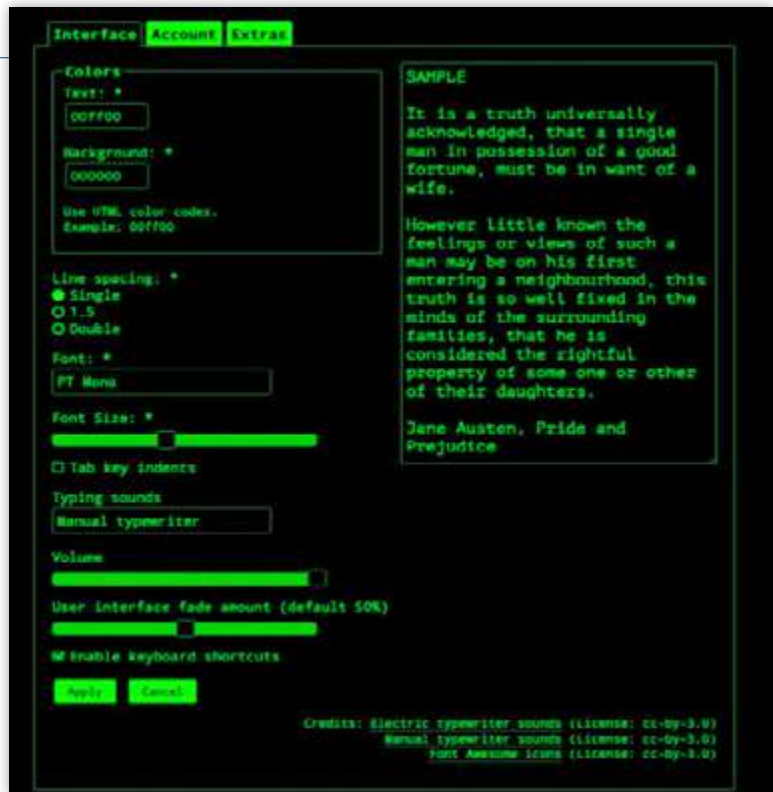 Interface Account Extras
Colors
Text: *
00ff00
Background: *
000000
Use HTML color codes.
Example: 00ff00
Line spacing: *
Single
1.5
Double
Font: *
PT Mono
Font Size: *
Tab key indents
Typing sounds
Manual typewriter
Volume
User interface fade amount (default 50%)
Enable keyboard shortcuts
Apply Cancel
SAMPLE
It is a truth universally
acknowledged, that a single
man in possession of a good
fortune, must be in want of a
wife.
However little known the
feelings or views of such a
man may be on his first
entering a neighbourhood, this
truth is so well fixed in the
minds of the surrounding
families, that he is
considered the rightful
property of some one or other
of their daughters.
Jane Austen, Pride and
Prejudice
Credits: Electric typewriter sounds (License: cc-by-3.0)
Manual typewriter sounds (License: cc-by-3.0)
Font Awesome icons (License: cc-by-3.0)